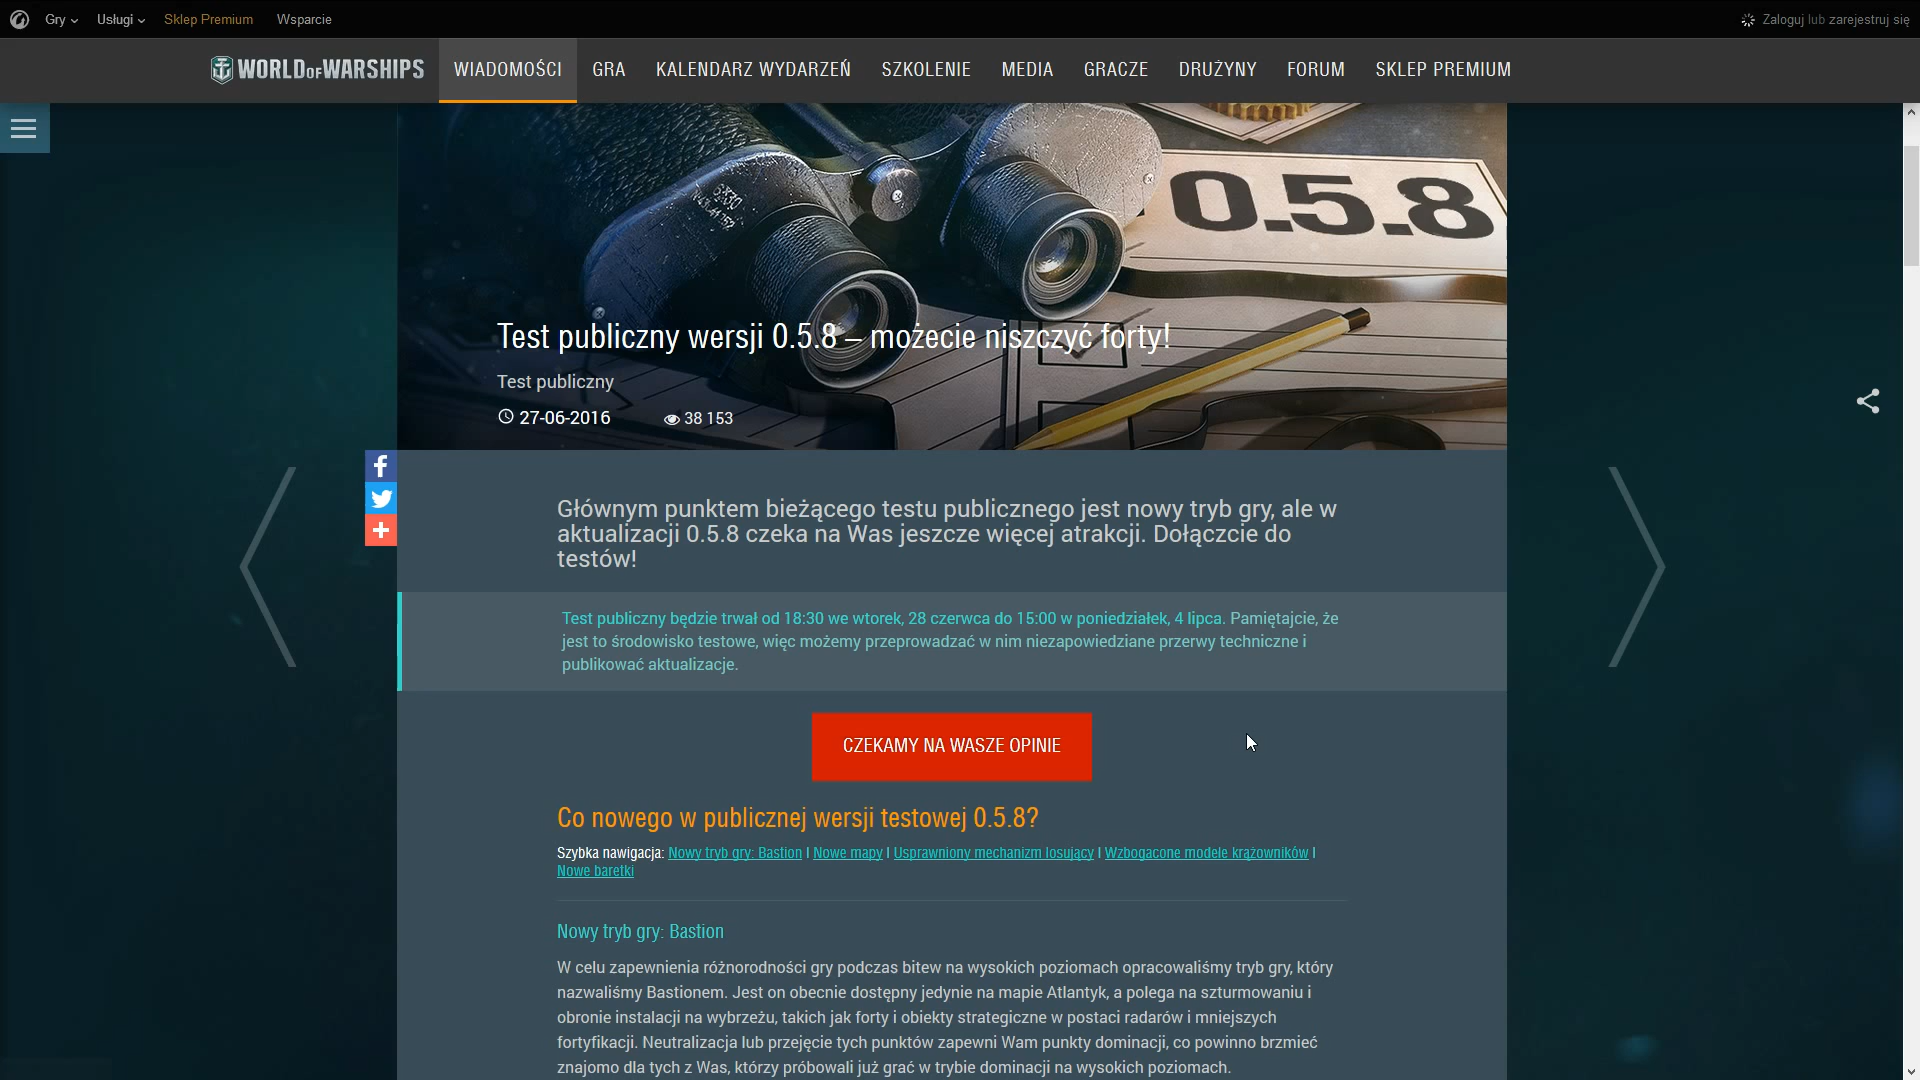 Gry Usługi Sklep Premium Wsparcie Zaloguj lub zarejestruj się
WORLD OF WARSHIPS WIADOMOŚCI GRA KALENDARZ WYDARZEŃ SZKOLENIE MEDIA GRACZE DRUŻYNY FORUM SKLEP PREMIUM
0.5.8
6x30
Test publiczny wersji 0.5.8 – możecie niszczyć forty!
Test publiczny
27-06-2016 38 153
Głównym punktem bieżącego testu publicznego jest nowy tryb gry, ale w
aktualizacji 0.5.8 czeka na Was jeszcze więcej atrakcji. Dołączcie do
testów!
Test publiczny będzie trwał od 18:30 we wtorek, 28 czerwca do 15:00 w poniedziałek, 4 lipca. Pamiętajcie, że
jest to środowisko testowe, więc możemy przeprowadzać w nim niezapowiedziane przerwy techniczne i
publikować aktualizacje.
CZEKAMY NA WASZE OPINIE
Co nowego w publicznej wersji testowej 0.5.8?
Szybka nawigacja: Nowy tryb gry: Bastion | Nowe mapy | Usprawniony mechanizm losujący | Wzbogacone modele krążowników |
Nowe baretki
Nowy tryb gry: Bastion
W celu zapewnienia różnorodności gry podczas bitew na wysokich poziomach opracowaliśmy tryb gry, który
nazwaliśmy Bastionem. Jest on obecnie dostępny jedynie na mapie Atlantyk, a polega na szturmowaniu i
obronie instalacji na wybrzeżu, takich jak forty i obiekty strategiczne w postaci radarów i mniejszych
fortyfikacji. Neutralizacja lub przejęcie tych punktów zapewni Wam punkty dominacji, co powinno brzmieć
znajomo dla tych z Was, którzy próbowali już grać w trybie dominacji na wysokich poziomach.